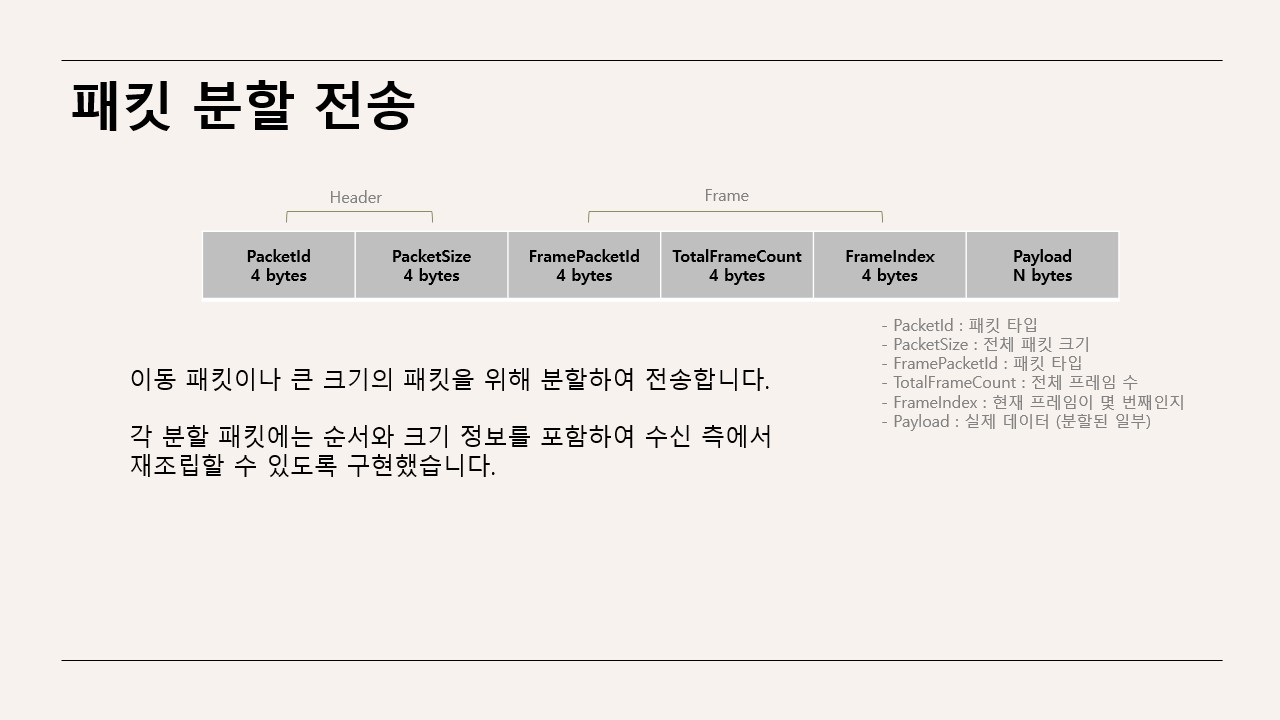 패킷 분할 전송
Header
Frame
PacketId
4 bytes
PacketSize
4 bytes
FramePacketId
4 bytes
TotalFrameCount
4 bytes
FrameIndex
4 bytes
Payload
N bytes
- PacketId : 패킷 타입
- PacketSize : 전체 패킷 크기
- FramePacketId : 패킷 타입
- TotalFrameCount : 전체 프레임 수
- FrameIndex : 현재 프레임이 몇 번째인지
- Payload : 실제 데이터 (분할된 일부)
이동 패킷이나 큰 크기의 패킷을 위해 분할하여 전송합니다.
각 분할 패킷에는 순서와 크기 정보를 포함하여 수신 측에서
재조립할 수 있도록 구현했습니다.